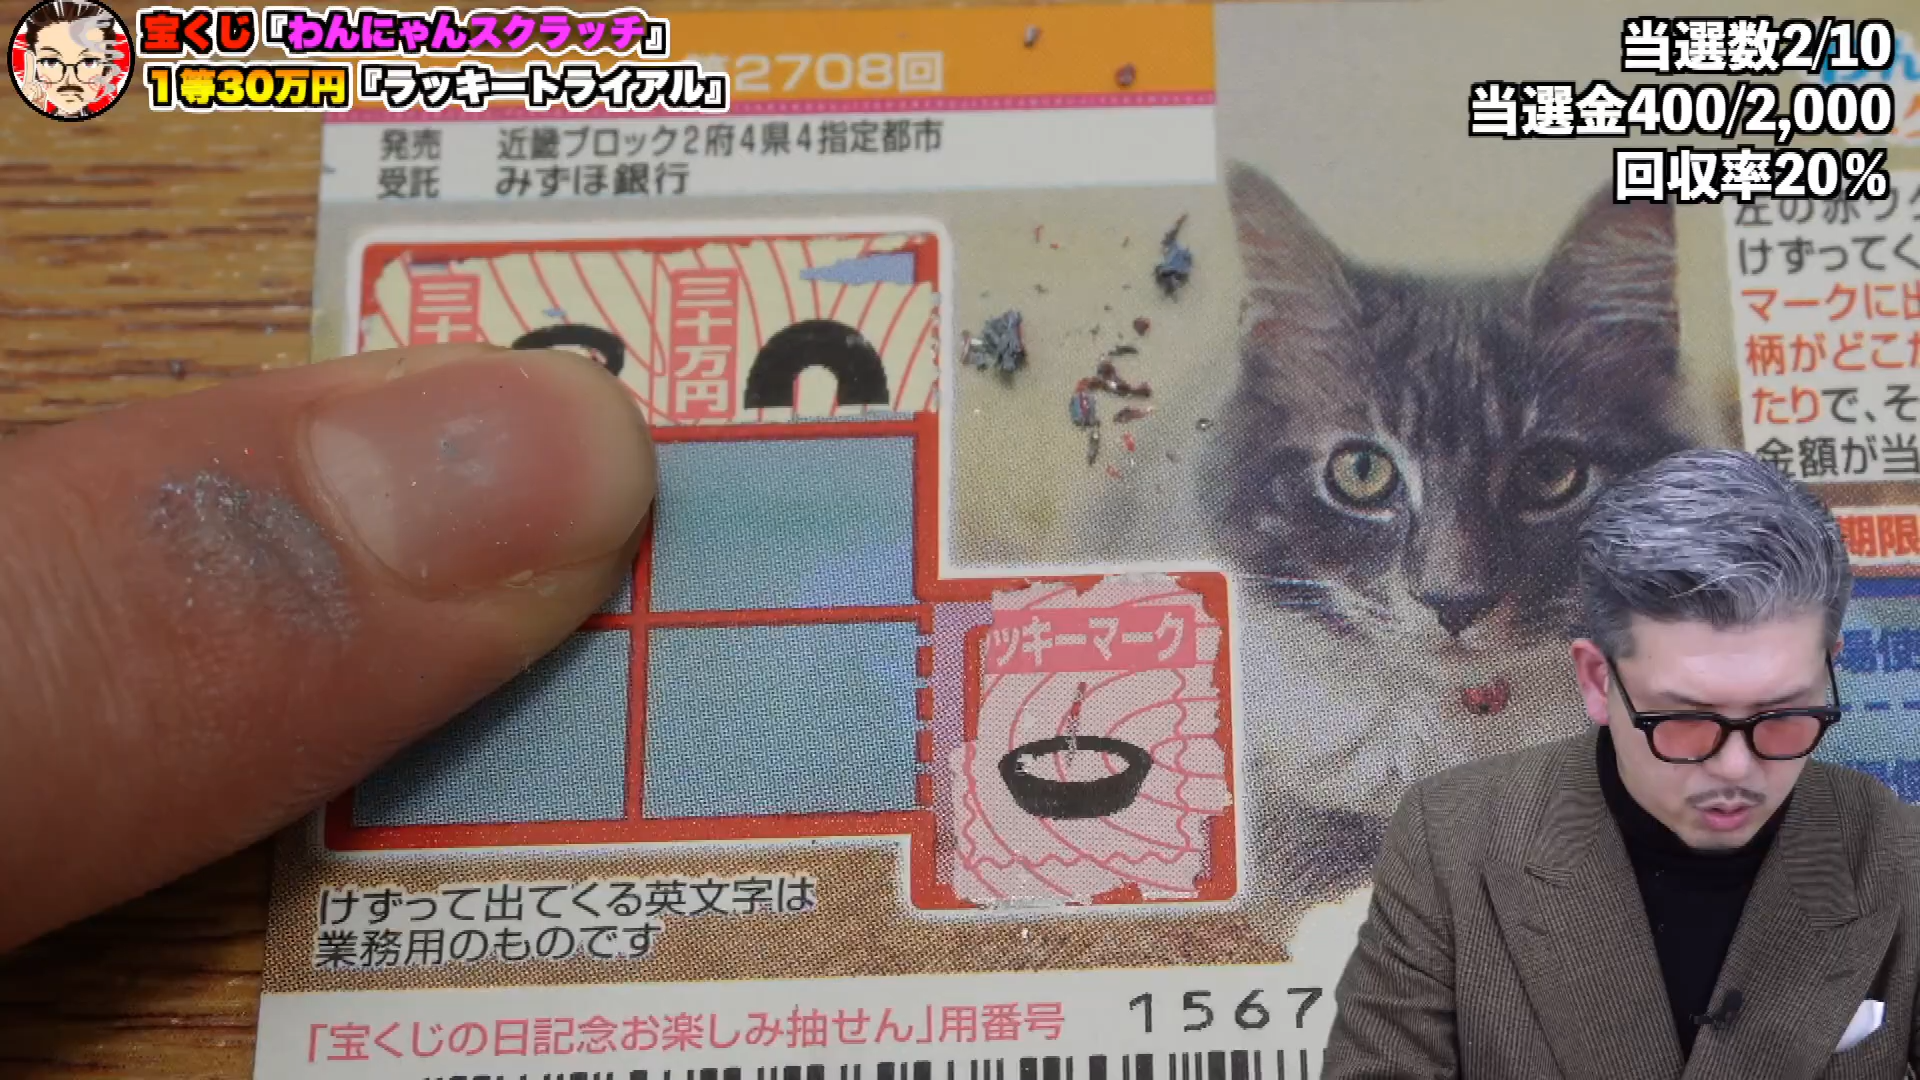 宝くじ『わんにゃんスクラッチ』
1等30万円『ラッキートライアル』
当選数2/10
当選金400/2,000
回収率20%
第2708回
発売 近畿ブロック2府4県4指定都市
受託 みずほ銀行
けずってく
マークに出
柄がどこか
たりで、そ
金額が当
期限
三十
三十万円
ッキーマーク
けずって出てくる英文字は
業務用のものです
「宝くじの日記念お楽しみ抽せん」用番号 1567